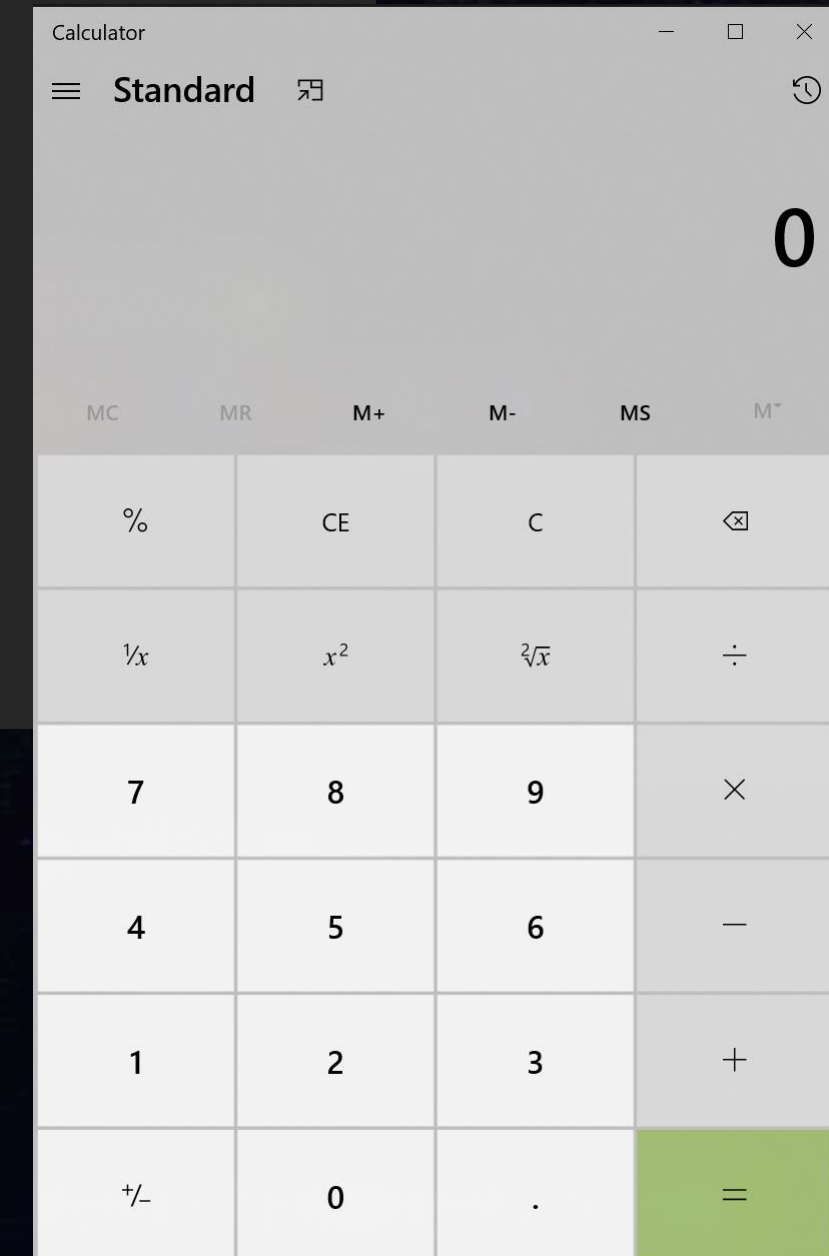 Calculator
Standard
0
MC MR M+ M- MS M
% CE C
1/x x² ²√x ÷
7 8 9 ×
4 5 6 −
1 2 3 +
+/− 0 . =